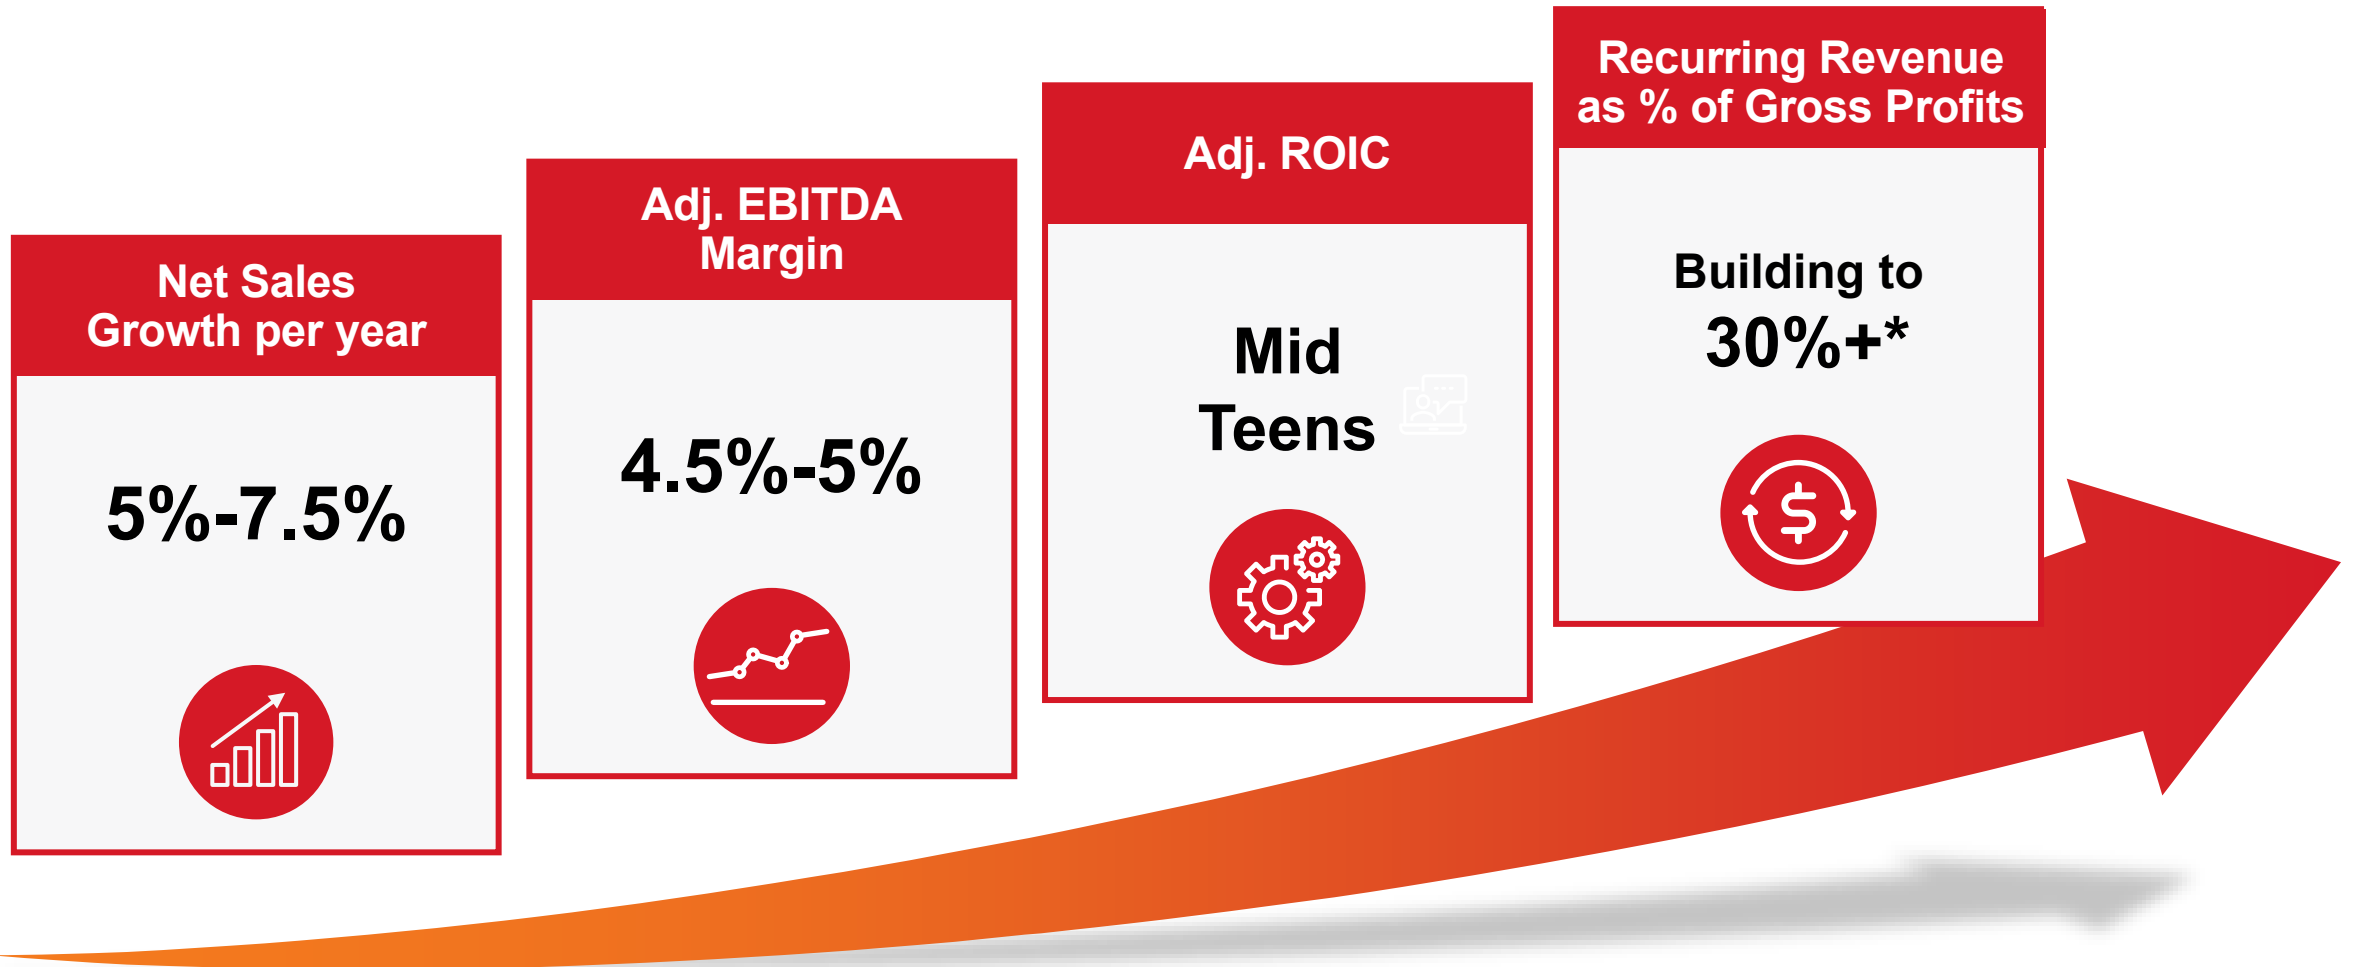 Net Sales
Growth per year
5%-7.5%
Adj. EBITDA
Margin
4.5%-5%
Adj. ROIC
Mid
Teens
Recurring Revenue
as % of Gross Profits
Building to
30%+*